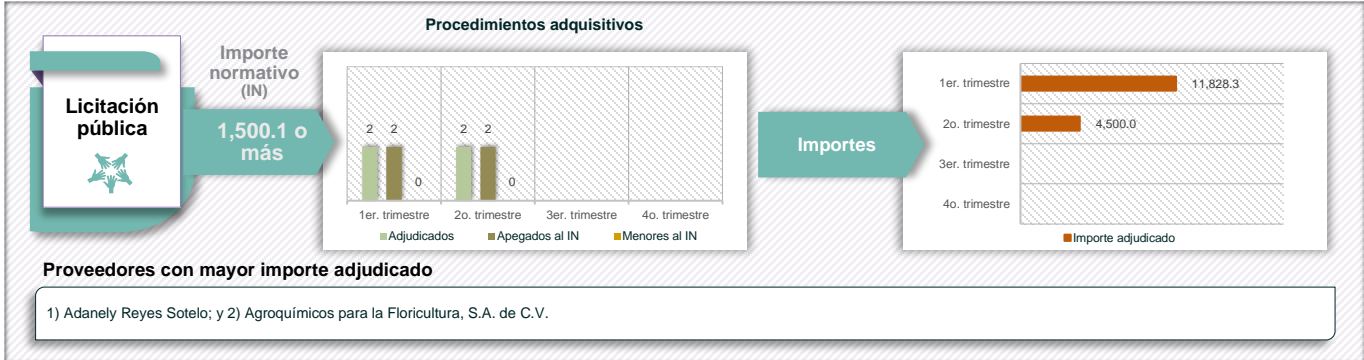 Procedimientos adquisitivos
Licitación
pública
Importe
normativo
(IN)
1,500.1 o
más
2 2 0 2 2 0
1er. trimestre 2o. trimestre 3er. trimestre 4o. trimestre
Adjudicados Apegados al IN Menores al IN
Importes
1er. trimestre 11,828.3
2o. trimestre 4,500.0
3er. trimestre
4o. trimestre
Importe adjudicado
Proveedores con mayor importe adjudicado
1) Adanely Reyes Sotelo; y 2) Agroquímicos para la Floricultura, S.A. de C.V.